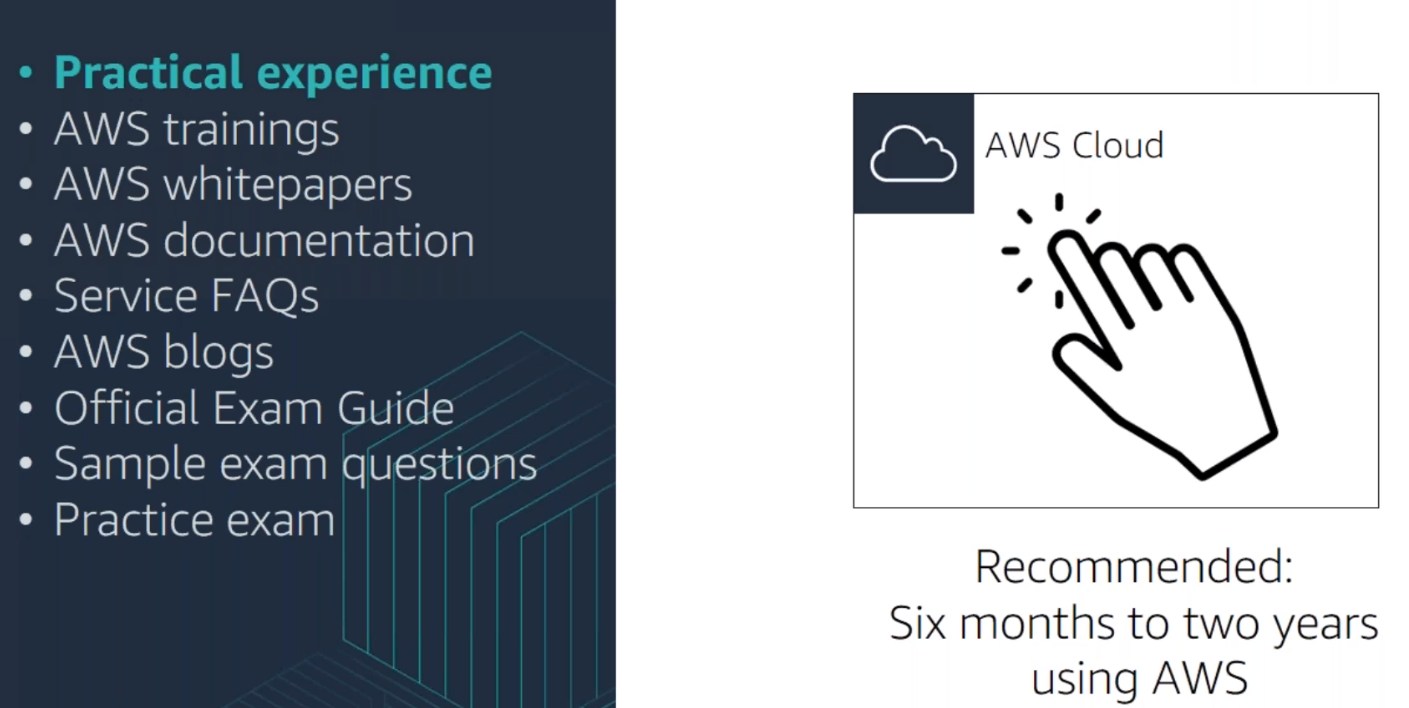 • Practical experience
• AWS trainings
• AWS whitepapers
• AWS documentation
• Service FAQs
• AWS blogs
• Official Exam Guide
• Sample exam questions
• Practice exam
AWS Cloud
Recommended:
Six months to two years
using AWS